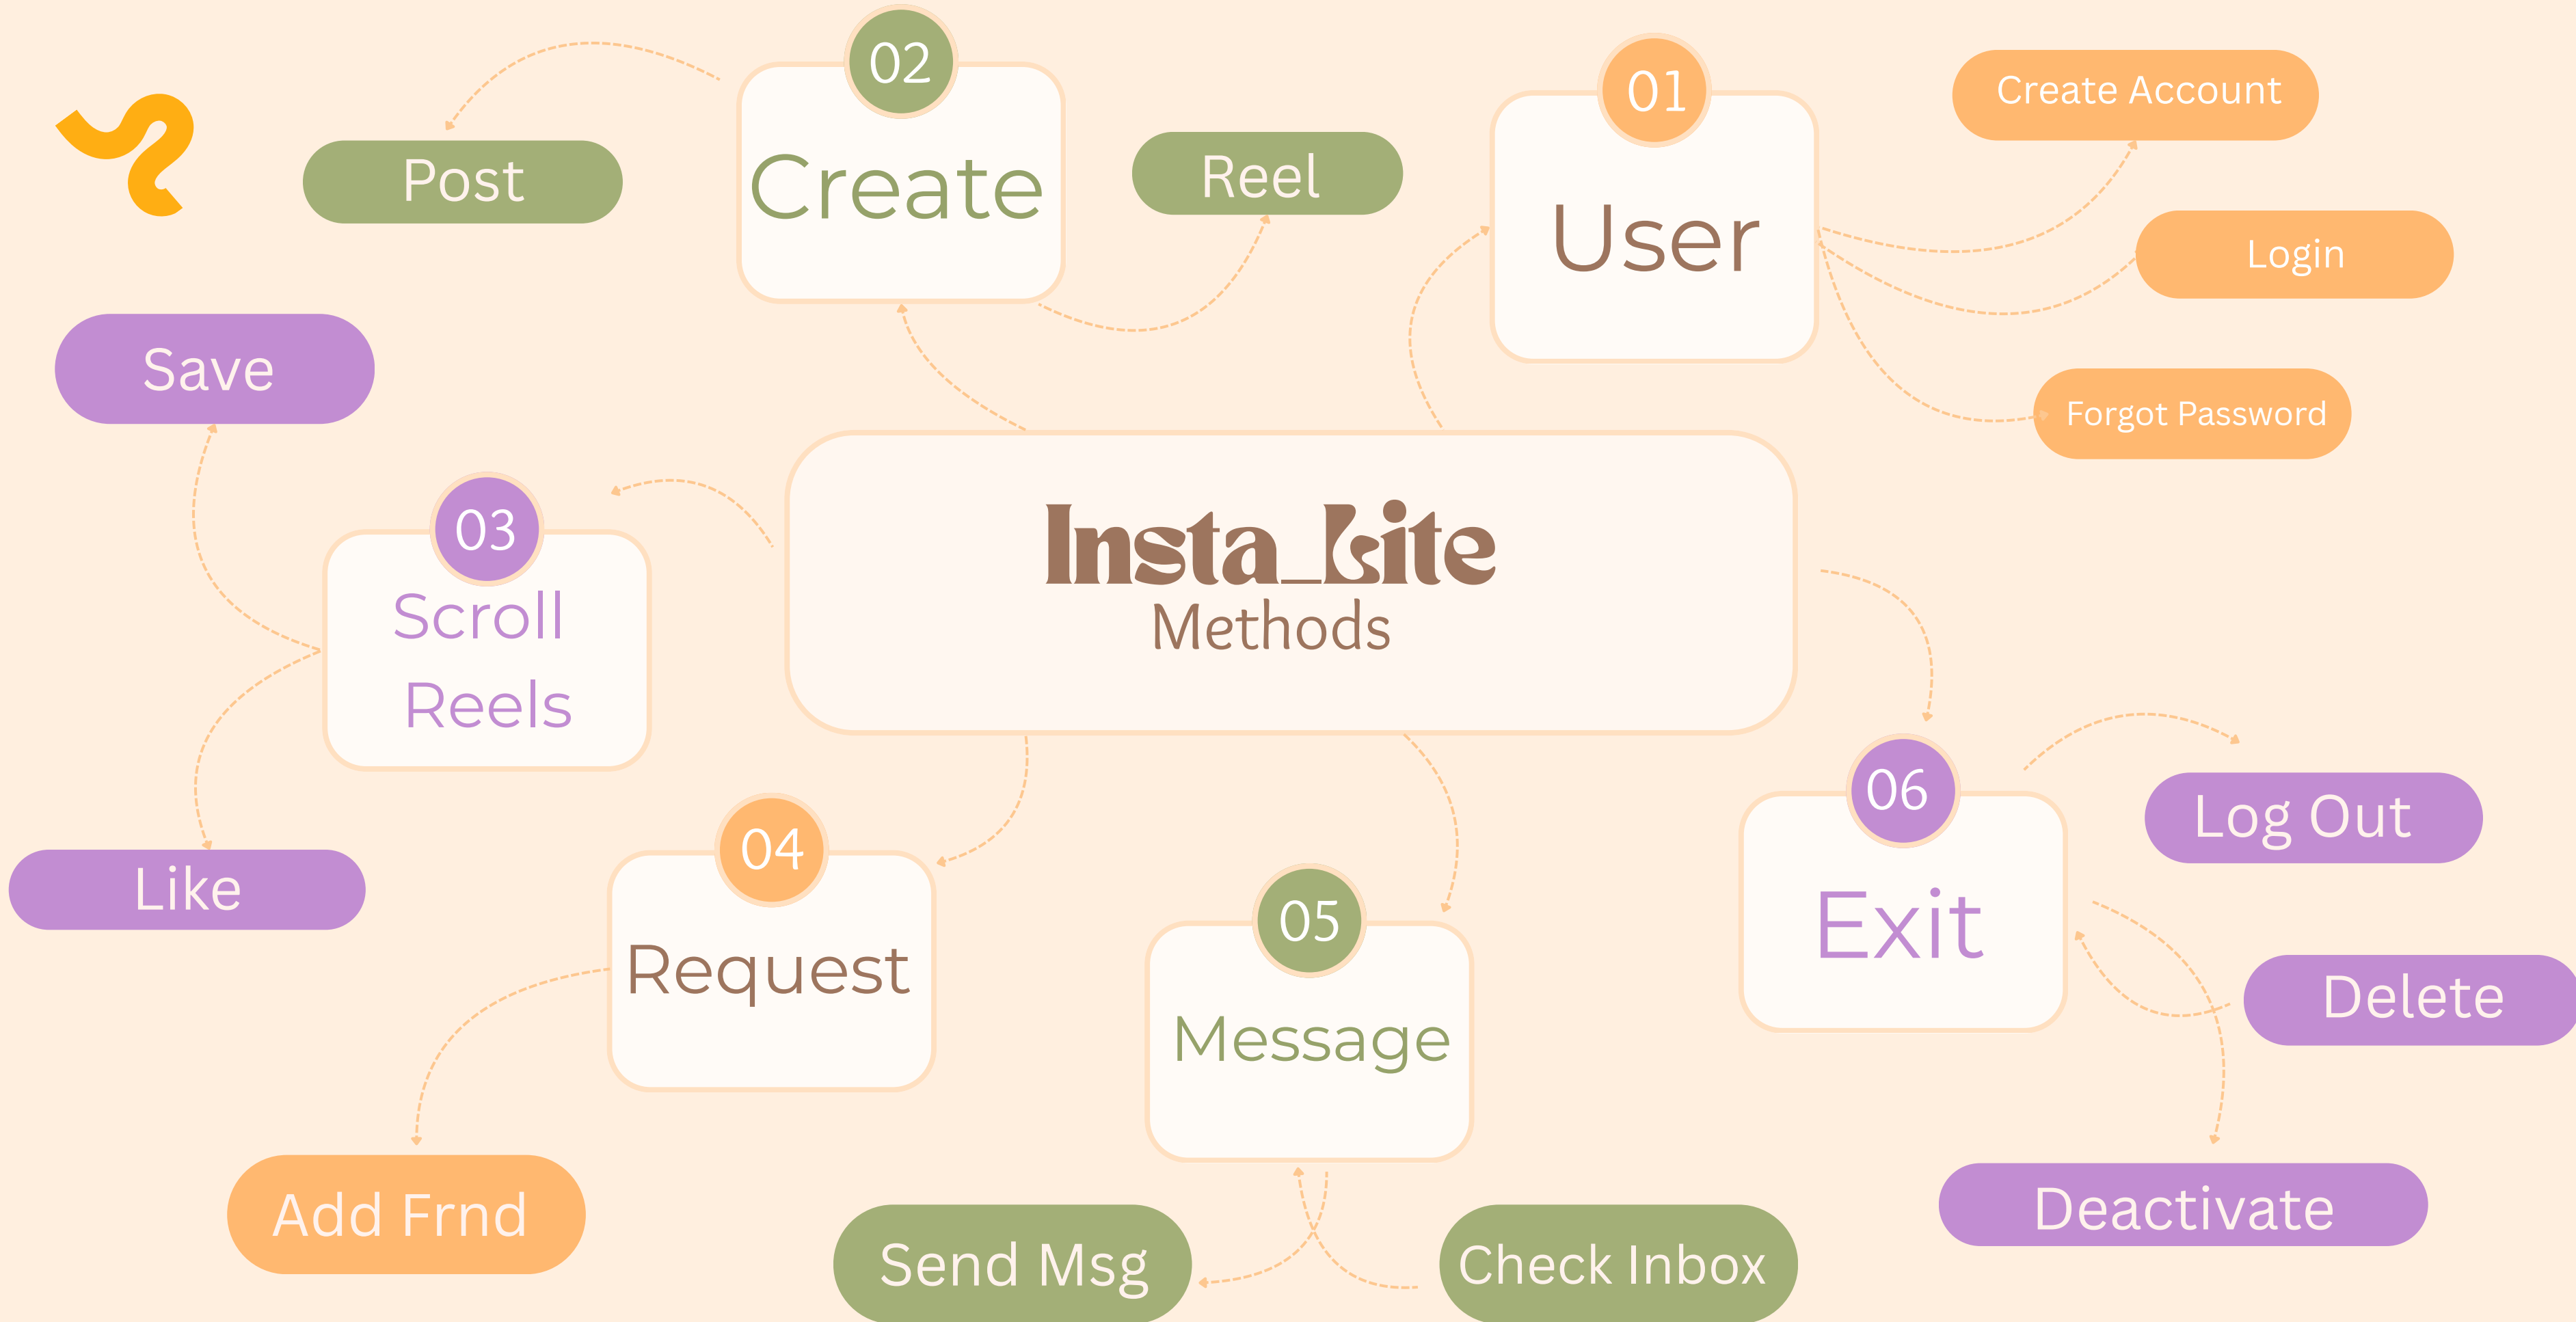 02
Create
Post
Reel
01
User
Create Account
Login
Forgot Password
Save
03
Scroll
Reels
Like
Insta_Lite
Methods
04
Request
Add Frnd
05
Message
Send Msg
Check Inbox
06
Exit
Log Out
Delete
Deactivate